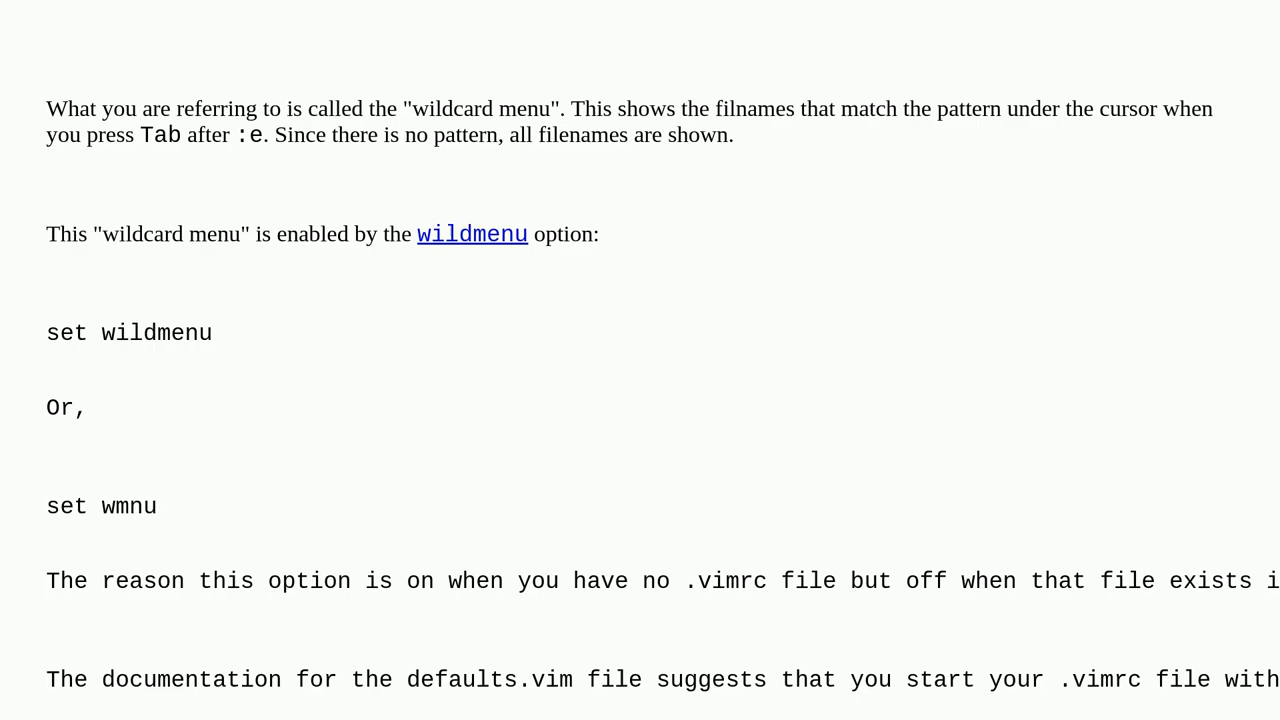 What you are referring to is called the "wildcard menu". This shows the filnames that match the pattern under the cursor when
you press Tab after :e. Since there is no pattern, all filenames are shown.
This "wildcard menu" is enabled by the wildmenu option:
set wildmenu
Or,
set wmnu
The reason this option is on when you have no .vimrc file but off when that file exists i
The documentation for the defaults.vim file suggests that you start your .vimrc file with